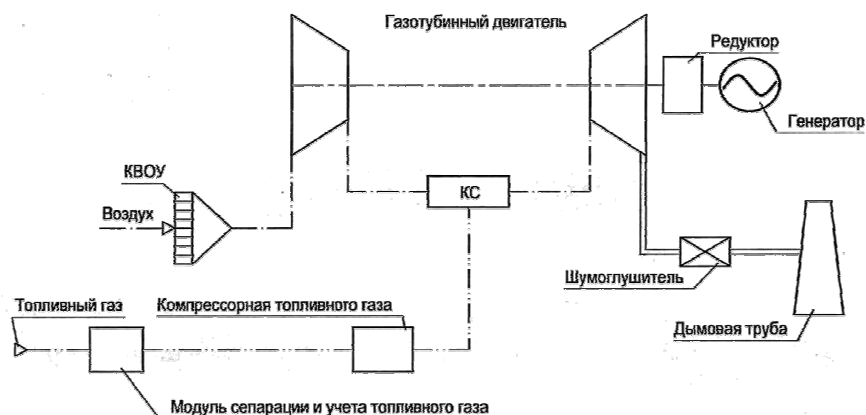 Газотубинный двигатель
Редуктор
Генератор
КВОУ
Воздух
КС
Шумоглушитель
Топливный газ
Компрессорная топливного газа
Дымовая труба
Модуль сепарации и учета топливного газа